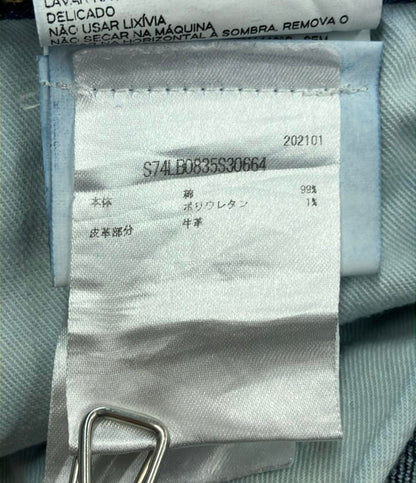 DELICADO
NÃO USAR LIXÍVIA
NÃO SECAR NA MÁQUINA
HORIZONTAL À SOMBRA. REMOVA O
202101
S74LB0835S30664
本体 綿 99%
ポリウレタン 1%
皮革部分 牛革